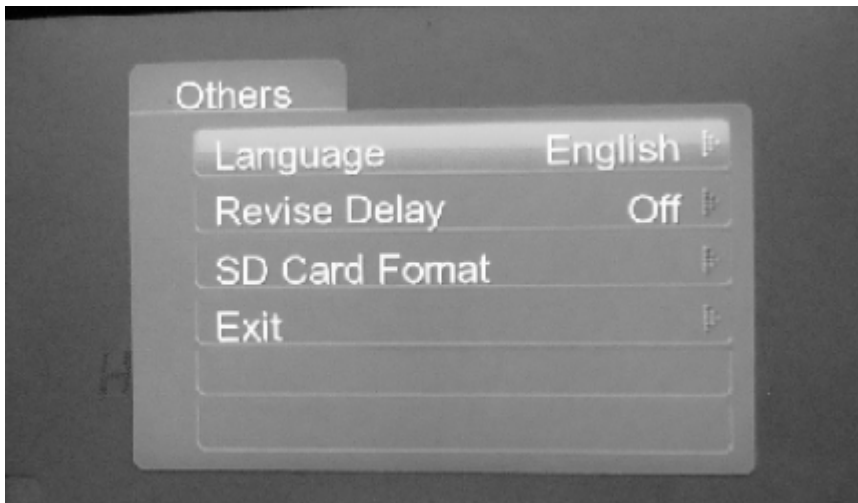 Others
Language English
Revise Delay Off
SD Card Fomat
Exit